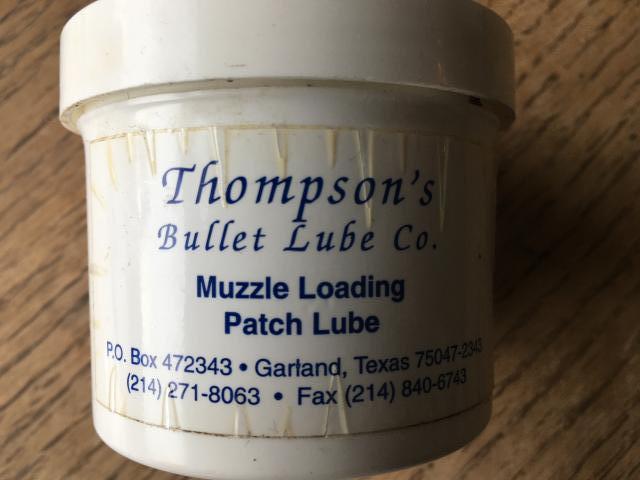 Thompson's
Bullet Lube Co.
Muzzle Loading
Patch Lube
P.O. Box 472343 • Garland, Texas 75047-2343
(214) 271-8063 • Fax (214) 840-6743